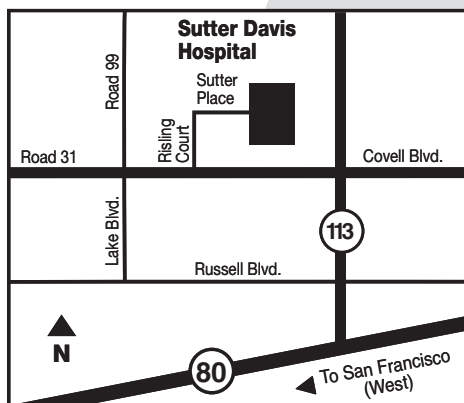 Sutter Davis
Hospital
Road 99
Sutter
Place
Risling
Court
Road 31
Covell Blvd.
Lake Blvd.
113
Russell Blvd.
N
80
To San Francisco
(West)